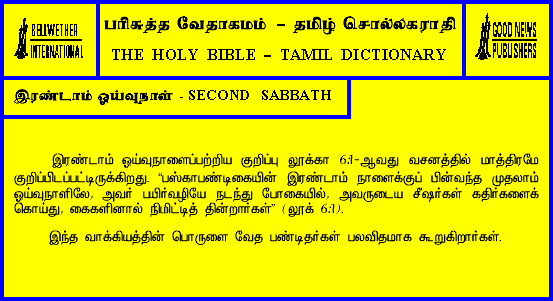 BELLWETHER
INTERNATIONAL
பரிசுத்த வேதாகமம் – தமிழ் சொல்லகராதி
THE HOLY BIBLE – TAMIL DICTIONARY
GOOD NEWS
PUBLISHERS
இரண்டாம் ஓய்வுநாள் - SECOND SABBATH
இரண்டாம் ஓய்வுநாளைப்பற்றிய குறிப்பு லூக்கா 6:1-ஆவது வசனத்தில் மாத்திரமே
குறிப்பிடப்பட்டிருக்கிறது. “பஸ்காபண்டிகையின் இரண்டாம் நாளைக்குப் பின்வந்த முதலாம்
ஓய்வுநாளிலே, அவர் பயிர்வழியே நடந்து போகையில், அவருடைய சீஷர்கள் கதிர்களைக்
கொய்து, கைகளினால் நிமிட்டித் தின்றார்கள்” (லூக் 6:1).
இந்த வாக்கியத்தின் பொருளை வேத பண்டிதர்கள் பலவிதமாக கூறுகிறார்கள்.